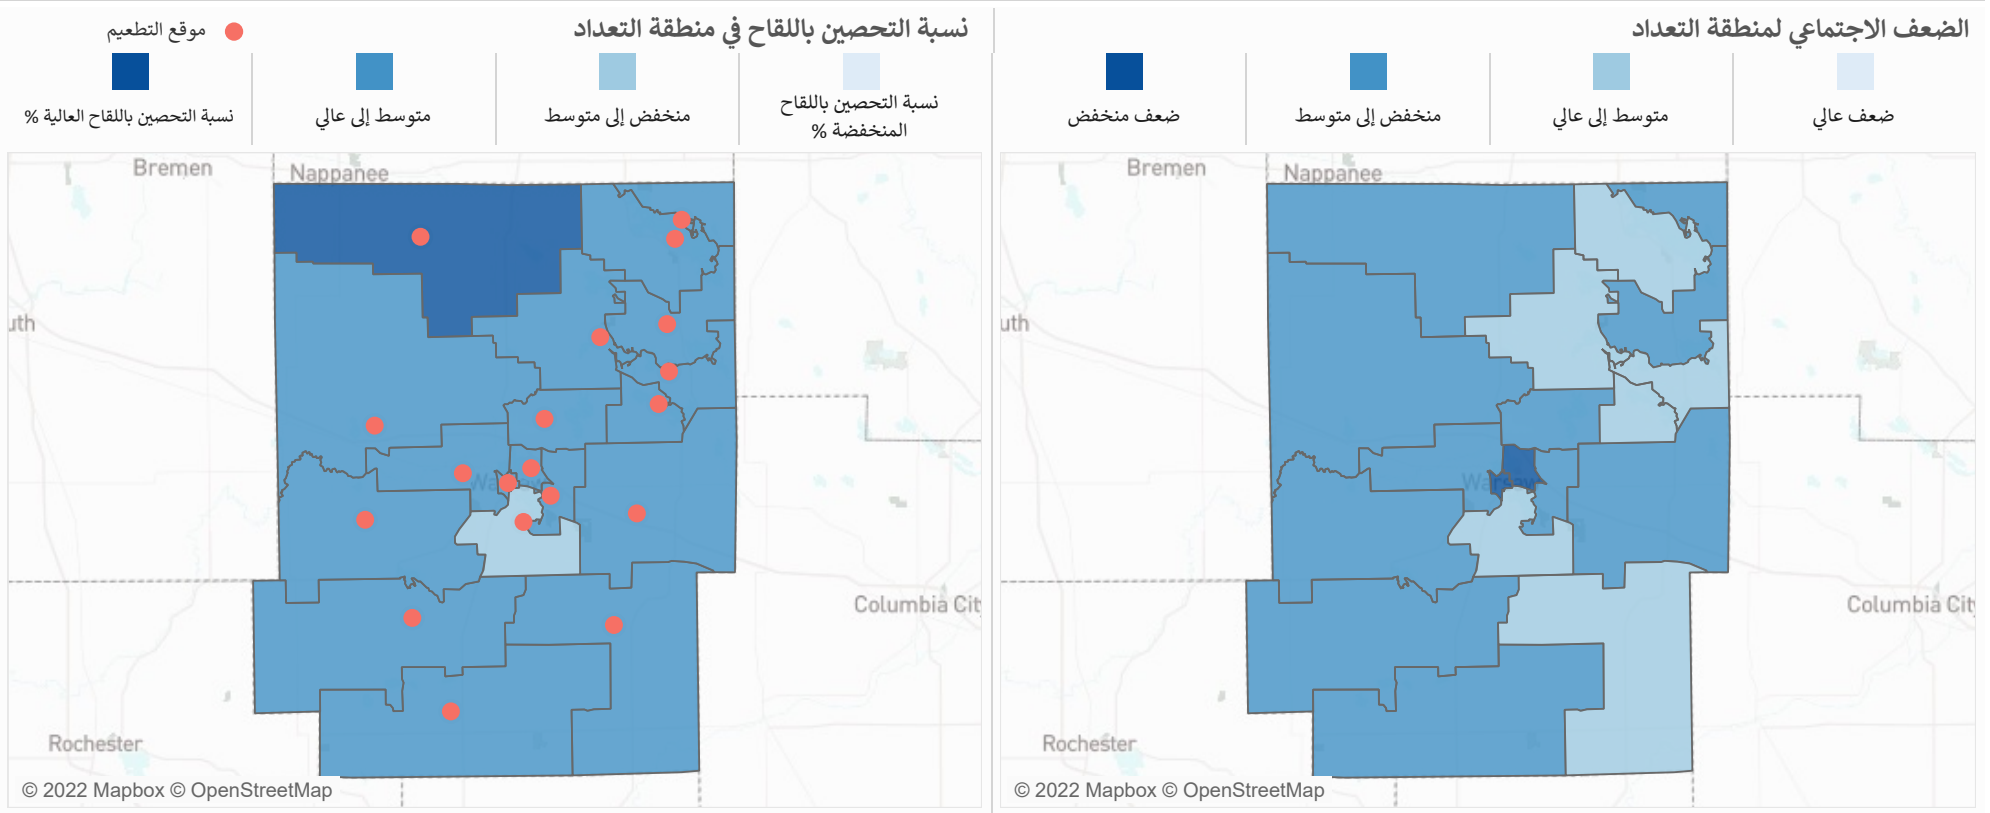 الضعف الاجتماعي لمنطقة التعداد
ضعف عالي
متوسط إلى عالي
منخفض إلى متوسط
ضعف منخفض
Bremen
Nappanee
uth
Warsaw
Columbia City
Rochester
© 2022 Mapbox © OpenStreetMap
نسبة التحصين باللقاح في منطقة التعداد
موقع التطعيم
نسبة التحصين باللقاح
المنخفضة %
منخفض إلى متوسط
متوسط إلى عالي
نسبة التحصين باللقاح العالية %
Bremen
Nappanee
uth
Columbia Cit
Rochester
© 2022 Mapbox © OpenStreetMap